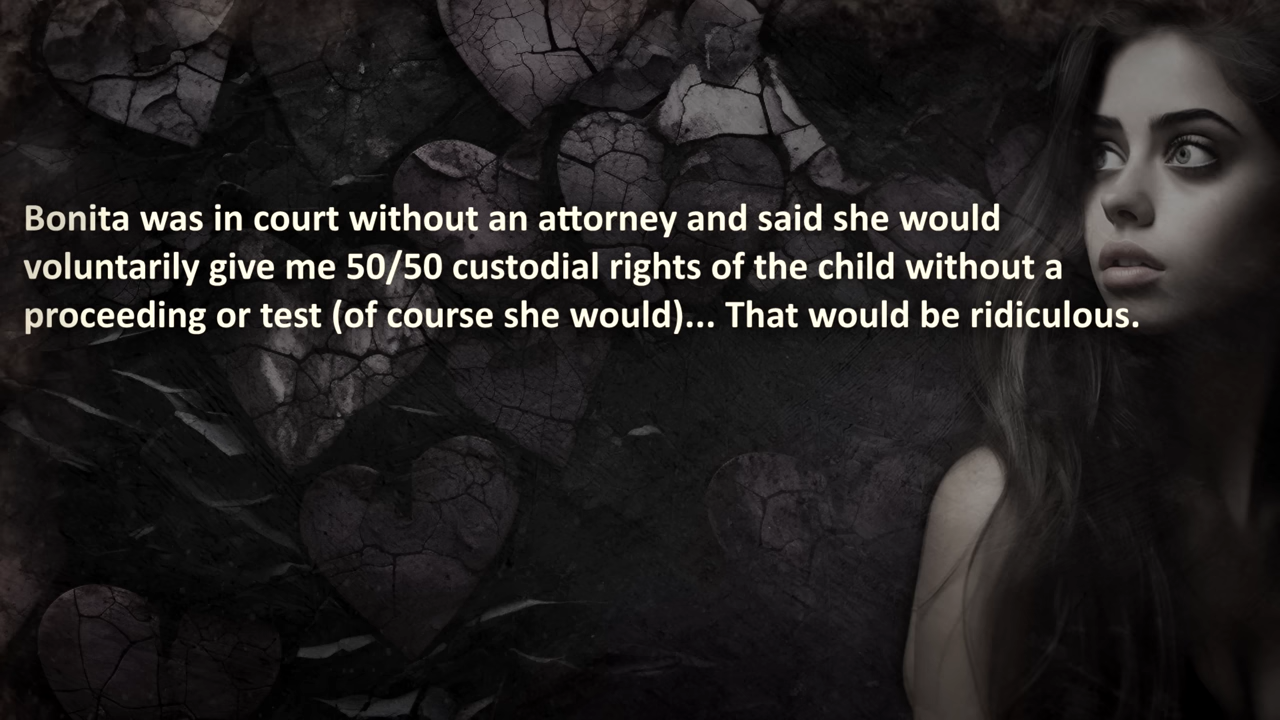 Bonita was in court without an attorney and said she would
voluntarily give me 50/50 custodial rights of the child without a
proceeding or test (of course she would)... That would be ridiculous.